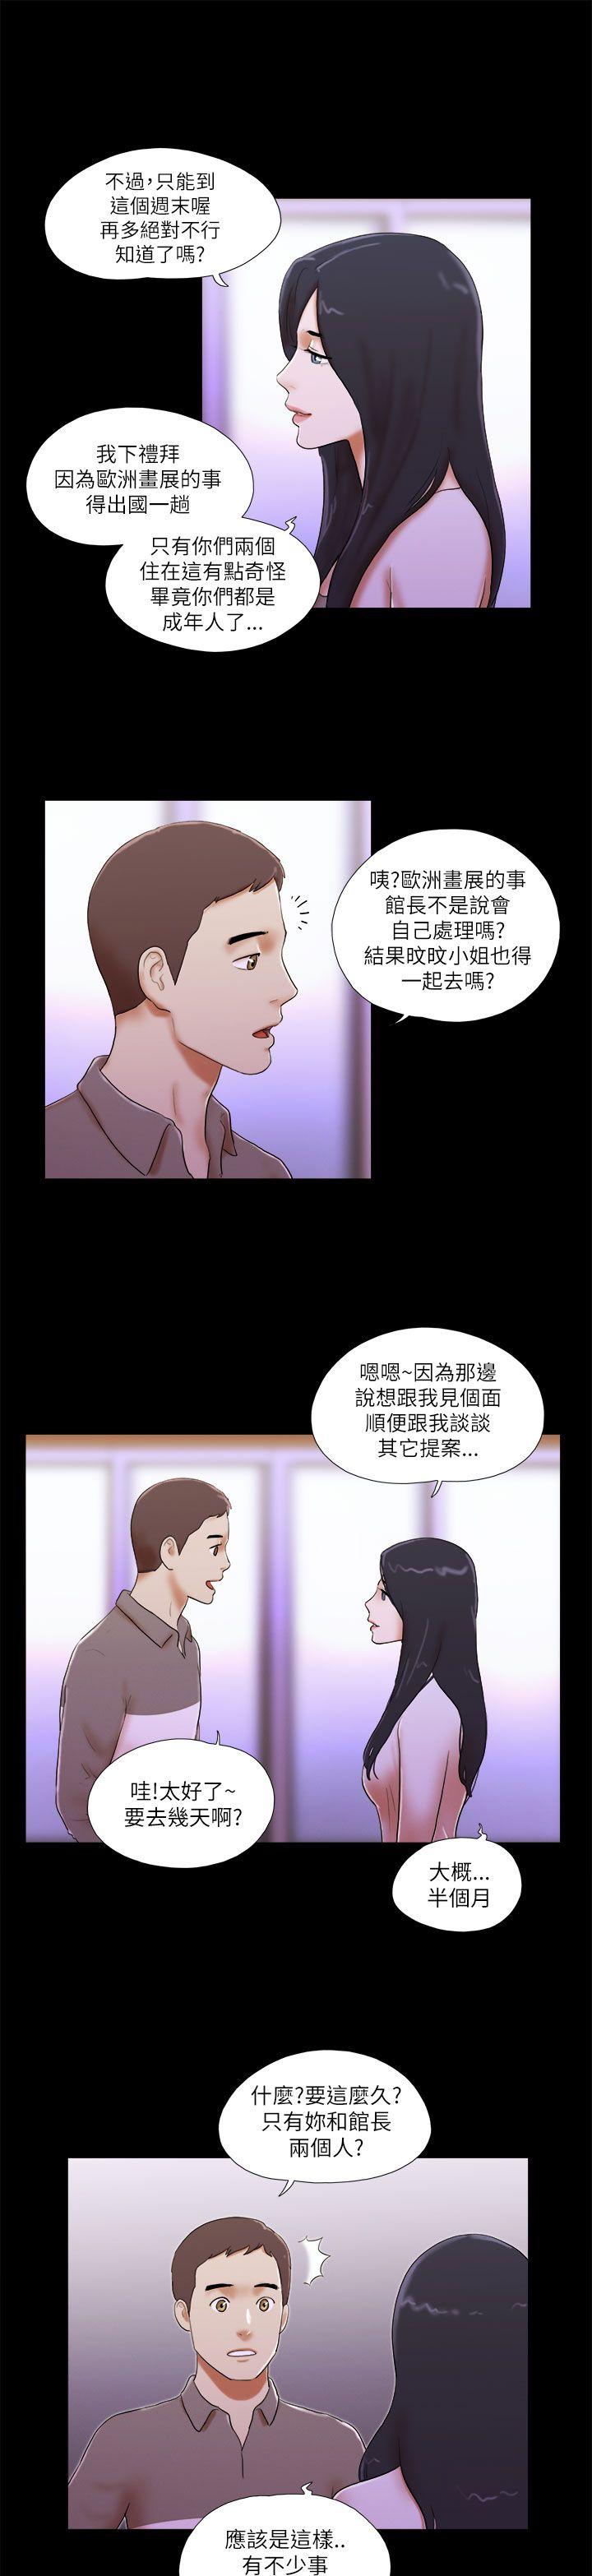 不過，只能到
這個週末喔
再多絕對不行
知道了嗎?
我下禮拜
因為歐洲畫展的事
得出國一趟
只有你們兩個
住在這有點奇怪
畢竟你們都是
成年人了...
咦?歐洲畫展的事
館長不是說會
自己處理嗎?
結果旼旼小姐也得
一起去嗎?
嗯嗯~因為那邊
說想跟我見個面
順便跟我談談
其它提案...
哇!太好了~
要去幾天啊?
大概...
半個月
什麼?要這麼久?
只有妳和館長
兩個人?
應該是這樣..
有不少事